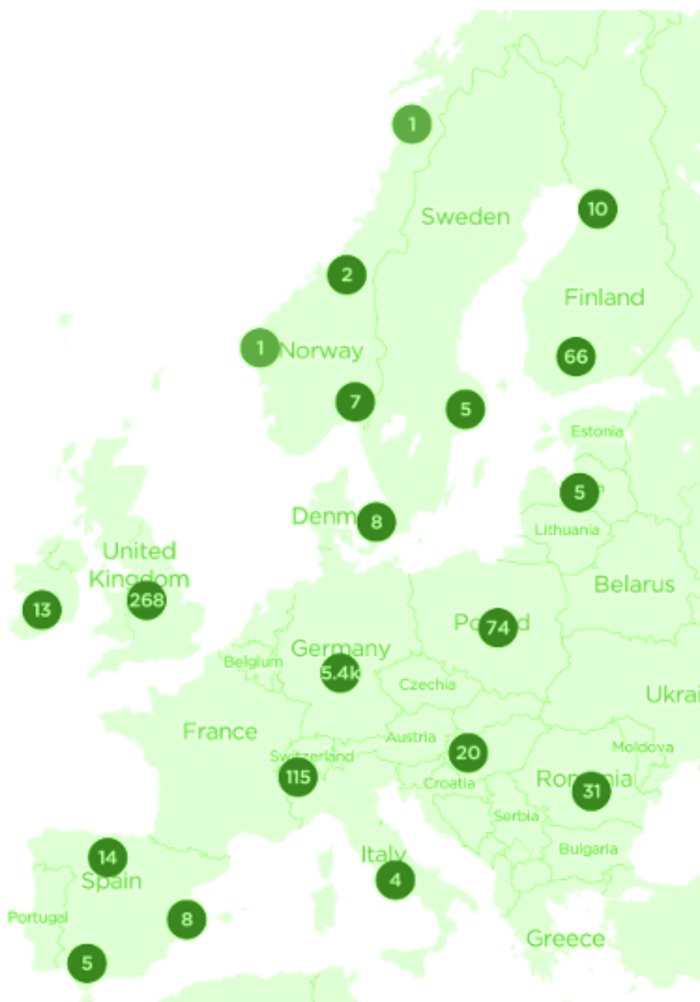 1
10
Sweden
2
Finland
1
Norway
66
7
5
Estonia
5
Denm
8
Lithuania
United
Kingdom
Belarus
268
13
74
Germany
Belgium
5.4k
Czechia
Ukrai
France
Austria
Moldova
Switzerland
20
115
Croatia
31
Serbia
Bulgaria
14
Italy
4
Spain
Portugal
8
Greece
5